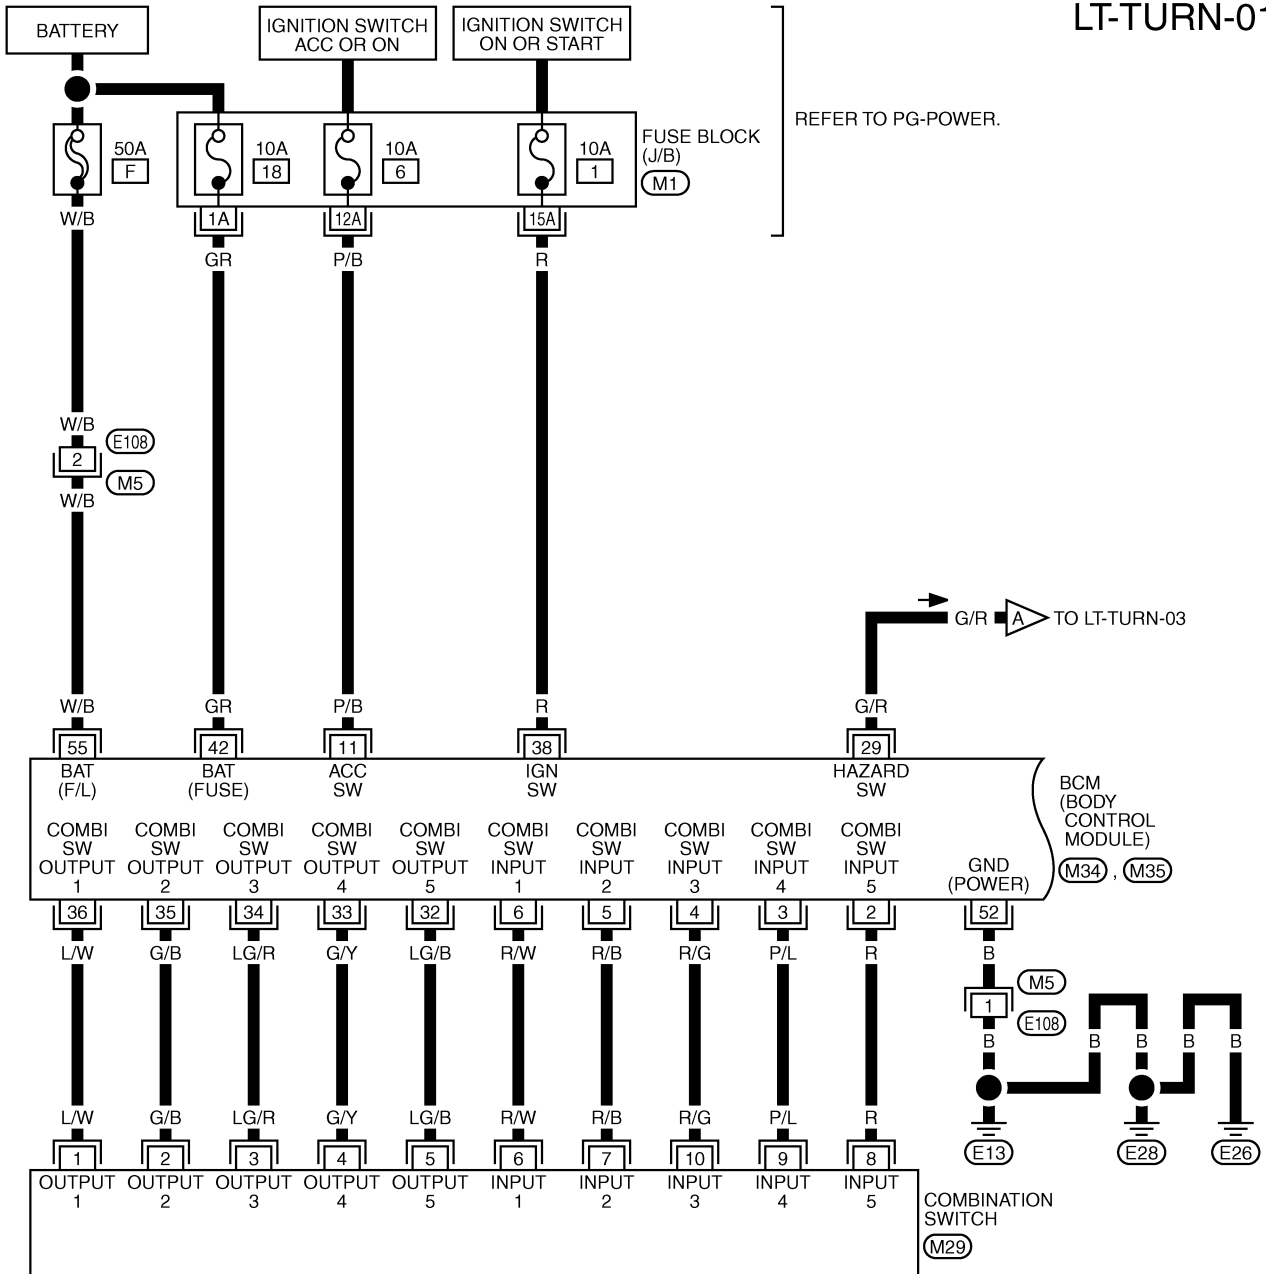 LT-TURN-01
BATTERY
IGNITION SWITCH
ACC OR ON
IGNITION SWITCH
ON OR START
REFER TO PG-POWER.
50A
F
10A
18
10A
6
10A
1
FUSE BLOCK
(J/B)
M1
W/B
1A
12A
15A
GR
P/B
R
W/B
E108
2
M5
W/B
G/R
A
TO LT-TURN-03
W/B
GR
P/B
R
G/R
55
42
11
38
29
BAT
(F/L)
BAT
(FUSE)
ACC
SW
IGN
SW
HAZARD
SW
BCM
(BODY
CONTROL
MODULE)
M34 , M35
COMBI
SW
OUTPUT
1
COMBI
SW
OUTPUT
2
COMBI
SW
OUTPUT
3
COMBI
SW
OUTPUT
4
COMBI
SW
OUTPUT
5
COMBI
SW
INPUT
1
COMBI
SW
INPUT
2
COMBI
SW
INPUT
3
COMBI
SW
INPUT
4
COMBI
SW
INPUT
5
GND
(POWER)
36
35
34
33
32
6
5
4
3
2
52
L/W
G/B
LG/R
G/Y
LG/B
R/W
R/B
R/G
P/L
R
B
M5
1
E108
B
B
B
B
B
L/W
G/B
LG/R
G/Y
LG/B
R/W
R/B
R/G
P/L
R
E13
E28
E26
1
2
3
4
5
6
7
10
9
8
OUTPUT
1
OUTPUT
2
OUTPUT
3
OUTPUT
4
OUTPUT
5
INPUT
1
INPUT
2
INPUT
3
INPUT
4
INPUT
5
COMBINATION
SWITCH
M29